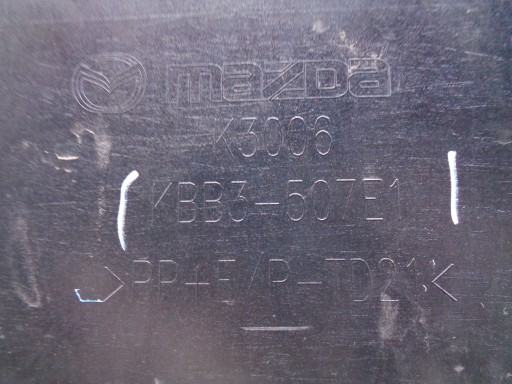 mazda
K3006
KBB3-507E1
>PP+E/P-TD21<